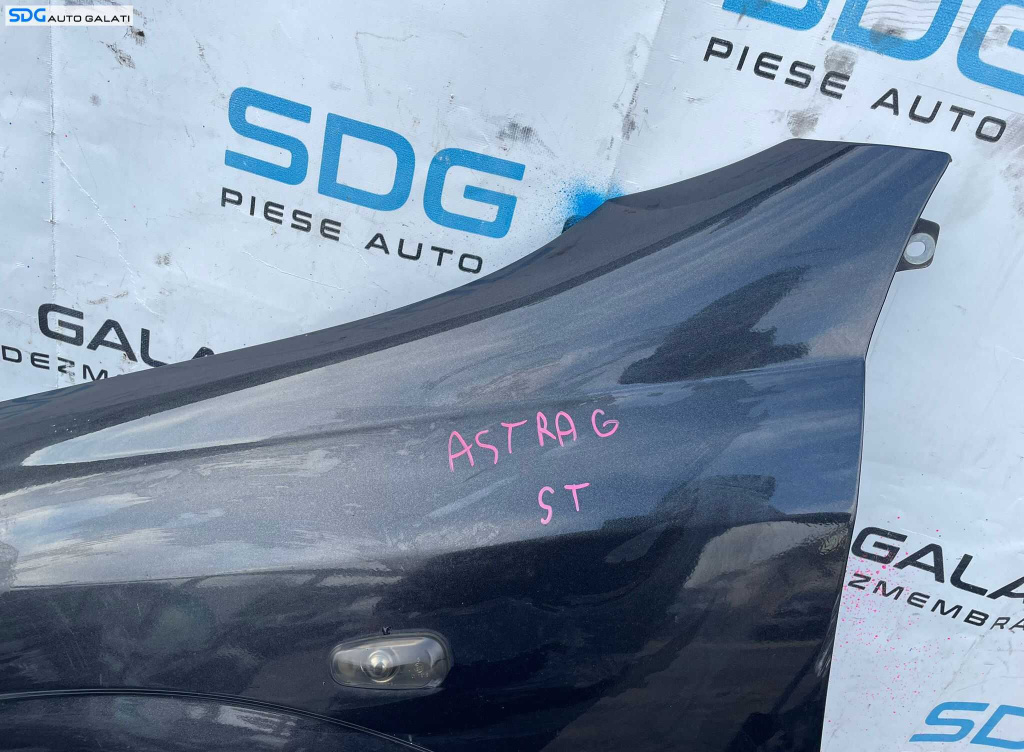 SDG AUTO GALATI
SDG
PIESE AUTO
SDG
PIESE AUTO
GALA
DEZM
ASTRA G
ST
GALA
ZMEMBRA
SD